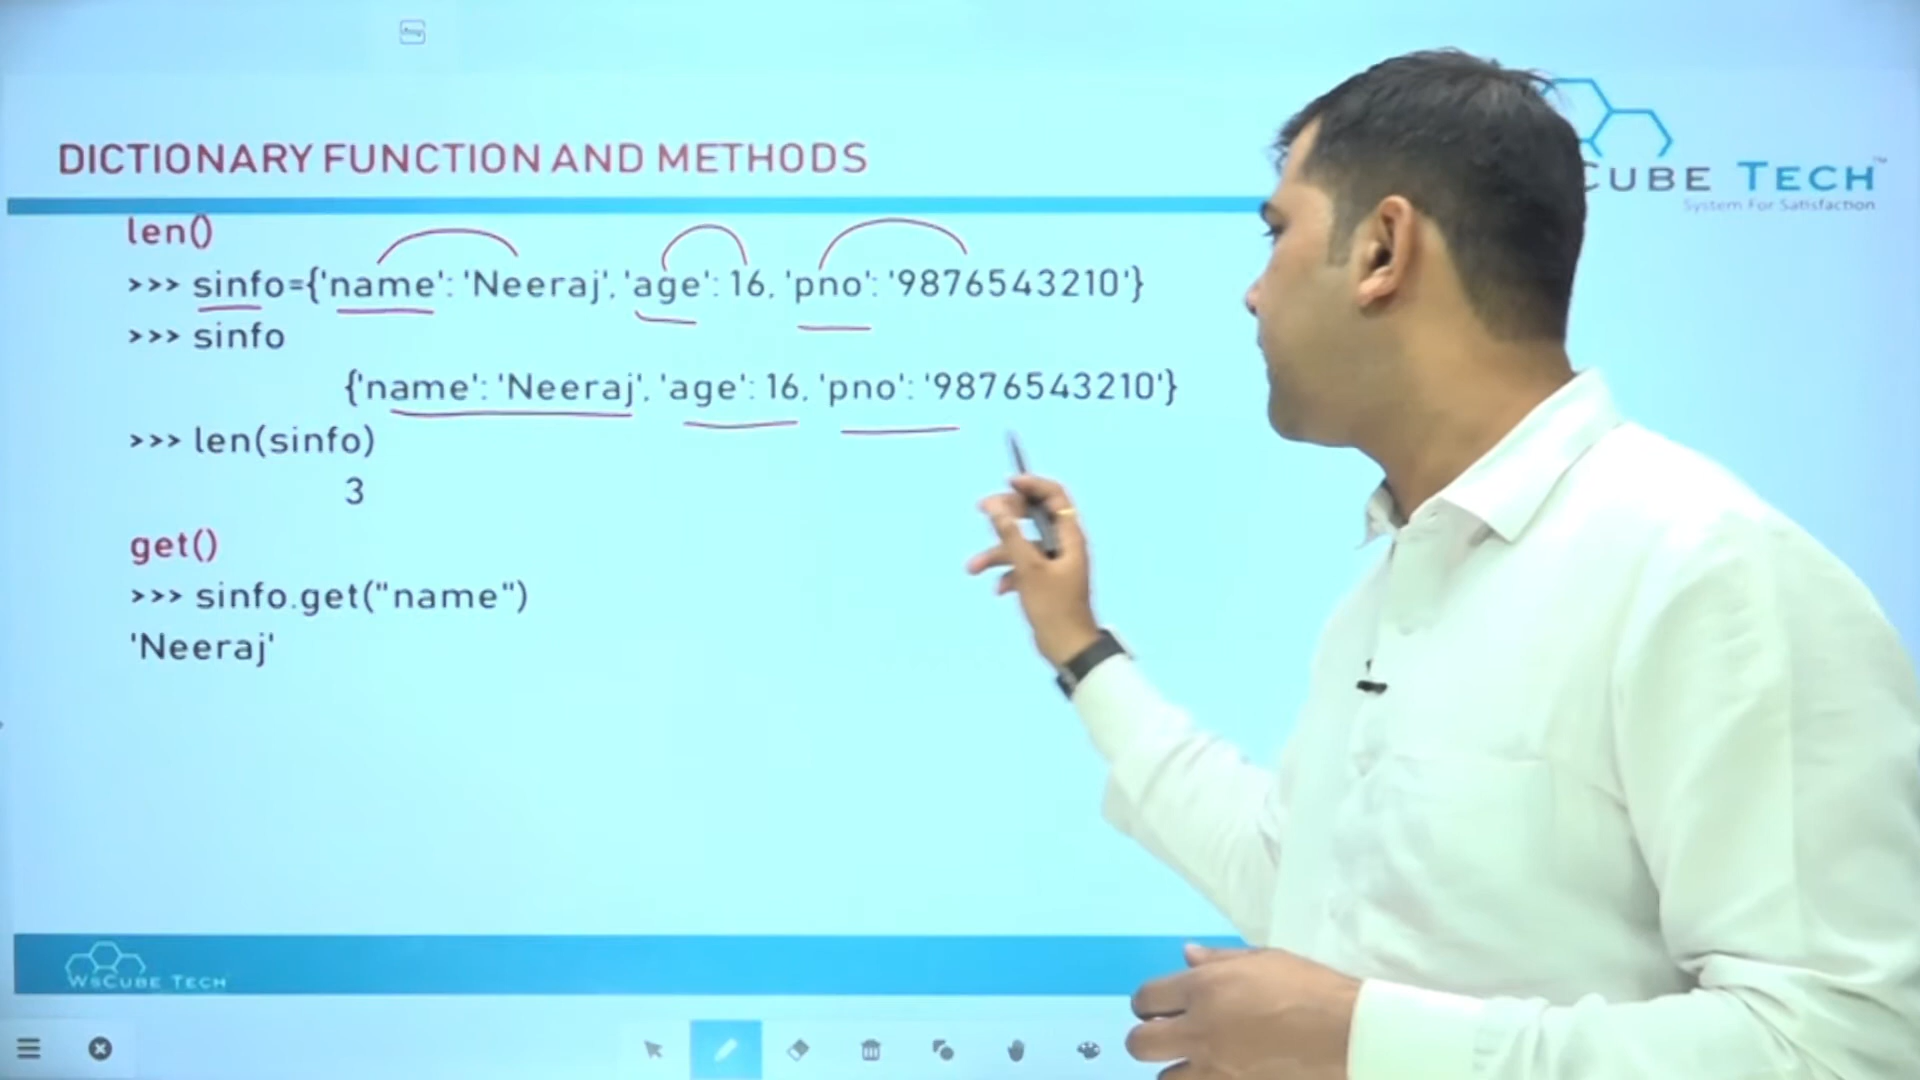 CUBE TECH™
System For Satisfaction
DICTIONARY FUNCTION AND METHODS
len()
>>> sinfo={'name': 'Neeraj', 'age': 16, 'pno': '9876543210'}
>>> sinfo
{'name': 'Neeraj', 'age': 16, 'pno': '9876543210'}
>>> len(sinfo)
3
get()
>>> sinfo.get("name")
'Neeraj'
WSCUBE TECH